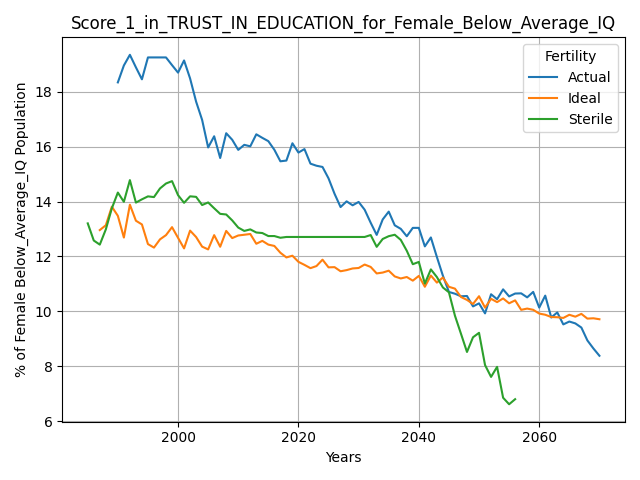 Score_1_in_TRUST_IN_EDUCATION_for_Female_Below_Average_IQ
Fertility
Actual
Ideal
Sterile
% of Female Below_Average_IQ Population
18
16
14
12
10
8
6
2000 2020 2040 2060
Years